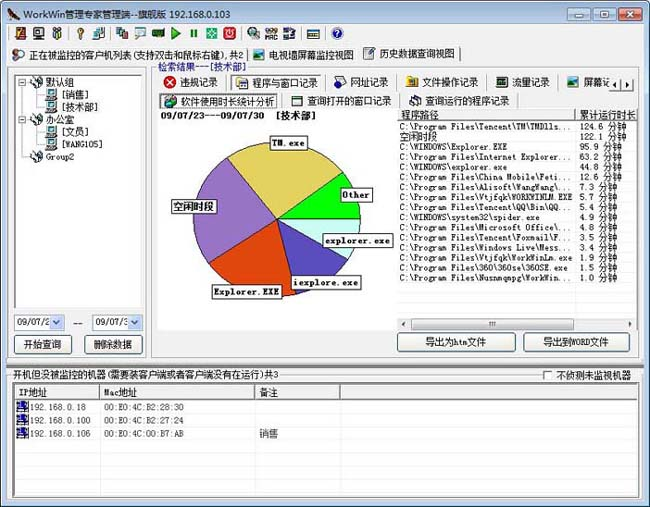 WorkWin管理专家管理端--旗舰版 192.168.0.103
正在被监控的客户机列表(支持双击和鼠标右键),共2 电视墙屏幕监控视图 历史数据查询视图
检索结果---[技术部]
默认组
[销售]
[技术部]
办公室
[文员]
[WANG105]
Group2
违规记录 程序与窗口记录 网址记录 文件操作记录 流量记录 屏幕记
软件使用时长统计分析 查询打开的窗口记录 查询运行的程序记录
09/07/23---09/07/30 [技术部]
TM.exe
Other
空闲时段
explorer.exe
iexplore.exe
Explorer.EXE
程序路径 累计运行时长
C:\Program Files\Tencent\TM\TMDlls... 124.6 分钟
空闲时段 122.1 分钟
C:\WINDOWS\Explorer.EXE 95.9 分钟
C:\Program Files\Internet Explorer... 63.2 分钟
C:\WINDOWS\explorer.exe 44.8 分钟
C:\Program Files\China Mobile\Feti... 12.6 分钟
C:\Program Files\Alisoft\WangWang\... 7.3 分钟
C:\Program Files\Vtjfqk\WORKWINLM.EXE 5.7 分钟
C:\Program Files\Tencent\QQ\Bin\QQ... 5.4 分钟
C:\WINDOWS\system32\spider.exe 4.9 分钟
C:\Program Files\Microsoft Office\... 4.8 分钟
C:\Program Files\Tencent\Foxmail\F... 3.5 分钟
C:\Program Files\Windows Live\Mess... 3.4 分钟
C:\Program Files\Vtjfqk\WorkWinLm.exe 1.9 分钟
C:\Program Files\360\360se\360SE.exe 1.5 分钟
C:\Program Files\Nusmqmpg\WorkWin... 1.0 分钟
09/07/2 -- 09/07/3
开始查询 删除数据
导出为htm文件 导出到WORD文件
开机但没被监控的机器(需要装客户端或者客户端没有在运行)共3 不侦测未监视机器
IP地址 Mac地址 备注
192.168.0.18 00:E0:4C:B2:28:30
192.168.0.100 00:E0:4C:B2:27:24
192.168.0.106 00:E0:4C:00:B7:AB 销售